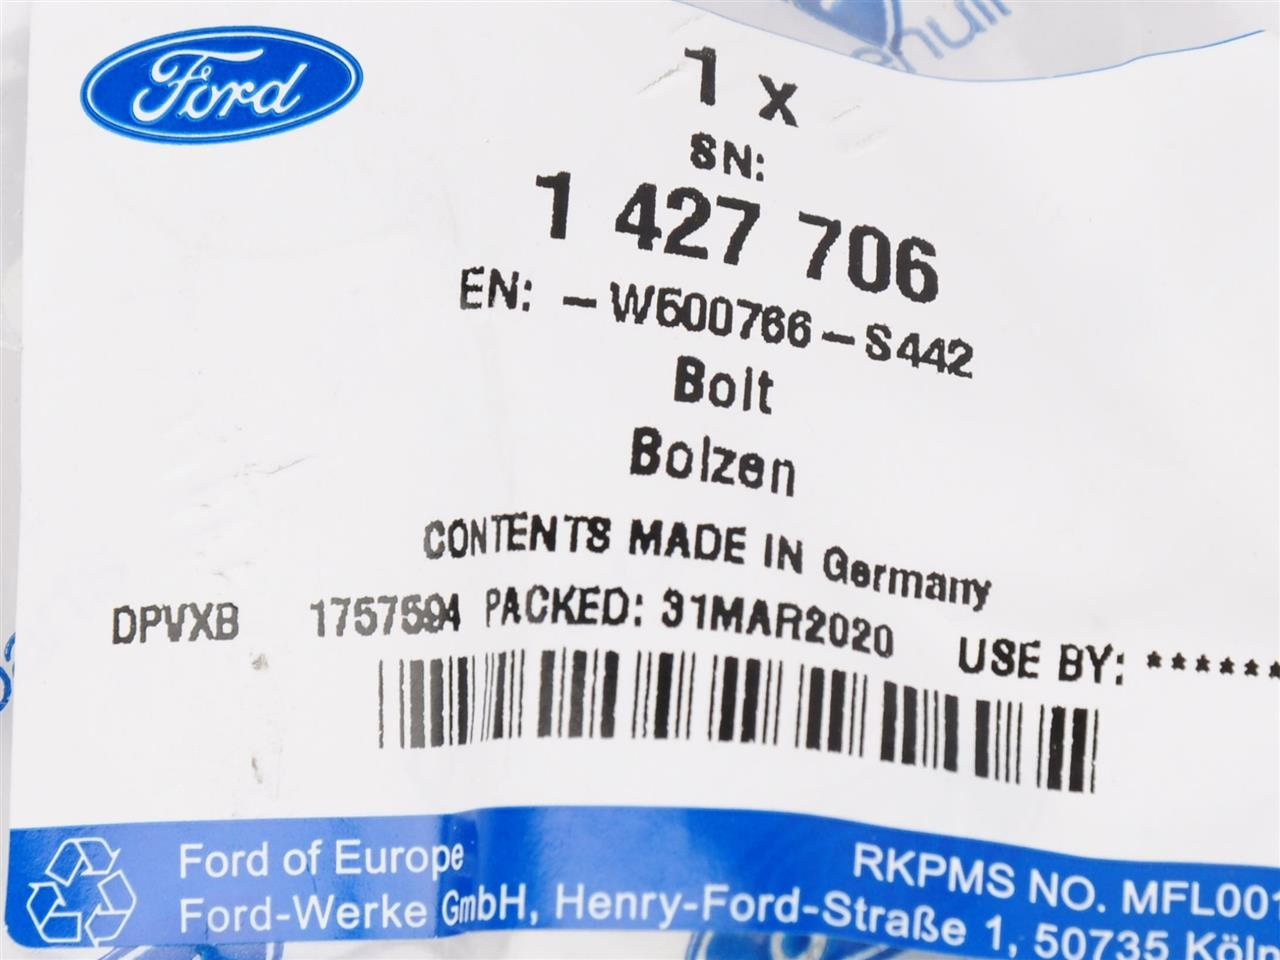 Ford
1 x
SN:
1 427 706
EN: -W500766-S442
Bolt
Bolzen
CONTENTS MADE IN Germany
DPVXB 1757594 PACKED: 31MAR2020 USE BY: ******
Ford of Europe
Ford-Werke GmbH, Henry-Ford-Straße 1, 50735 Köln
RKPMS NO. MFL001